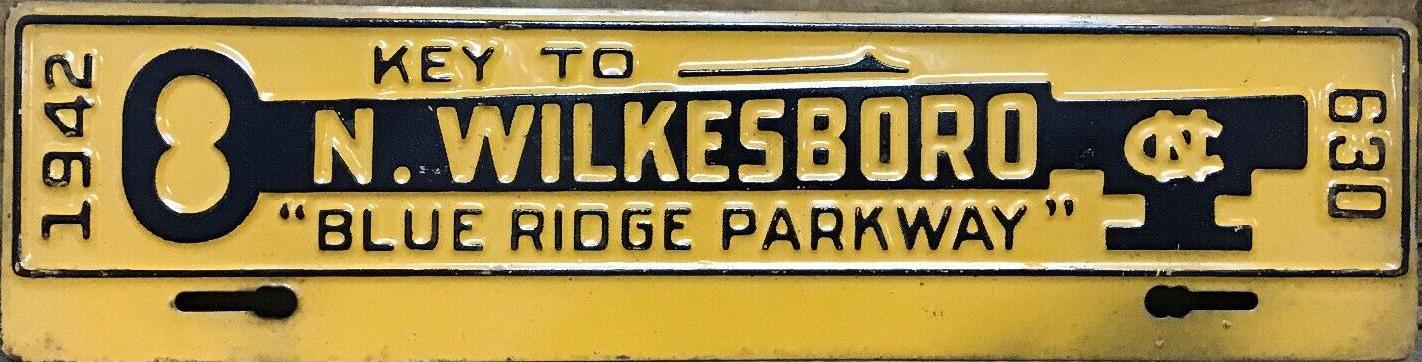 1942
KEY TO
N. WILKESBORO
"BLUE RIDGE PARKWAY"
NC
630